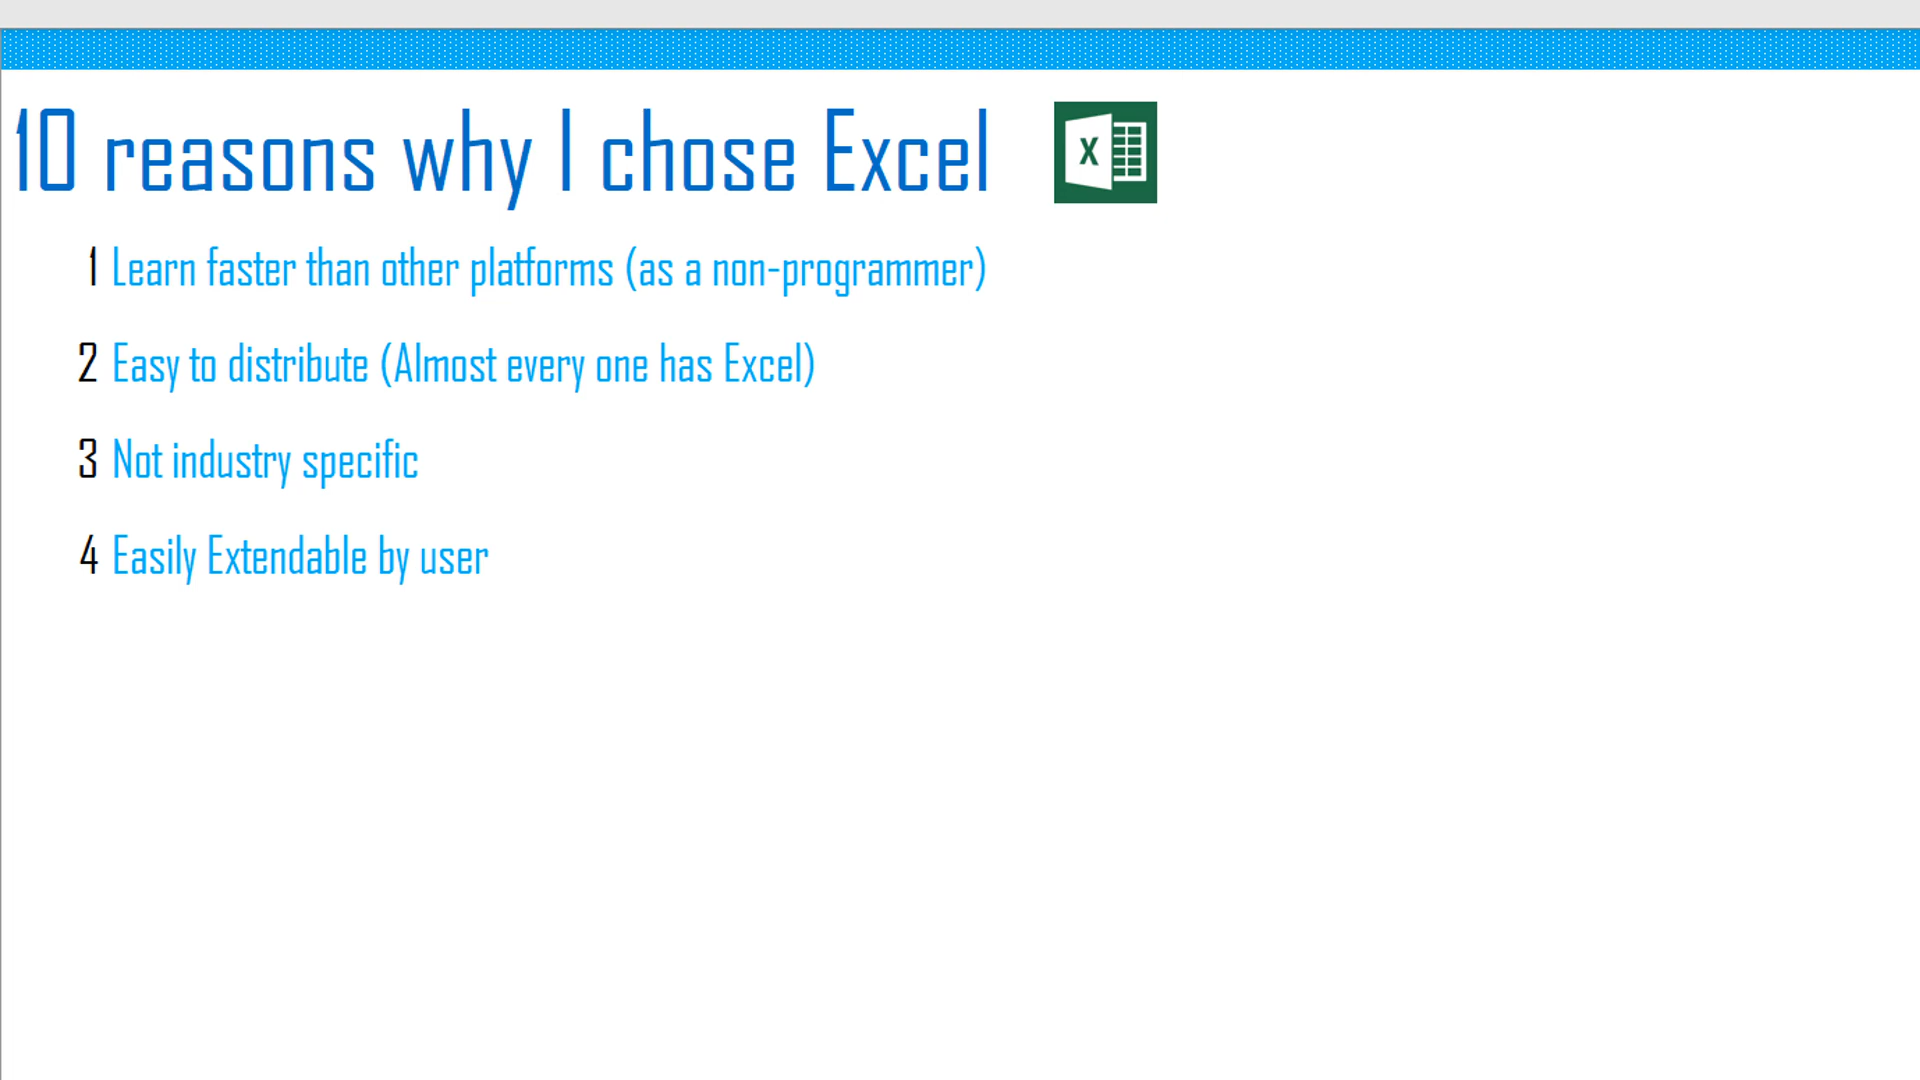 10 reasons why I chose Excel
X
1 Learn faster than other platforms (as a non-programmer)
2 Easy to distribute (Almost every one has Excel)
3 Not industry specific
4 Easily Extendable by user